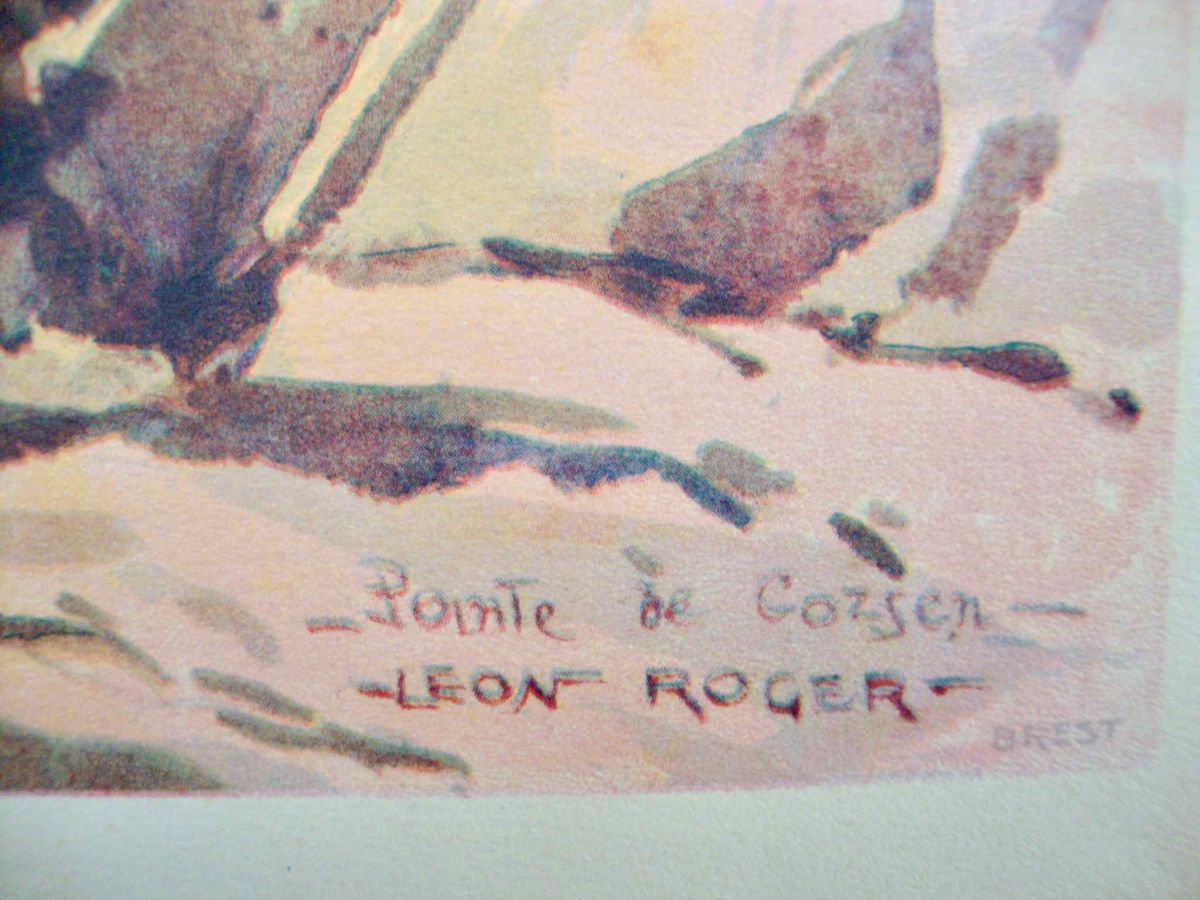 - Pointe de Corsen -
- LEON ROGER -
BREST